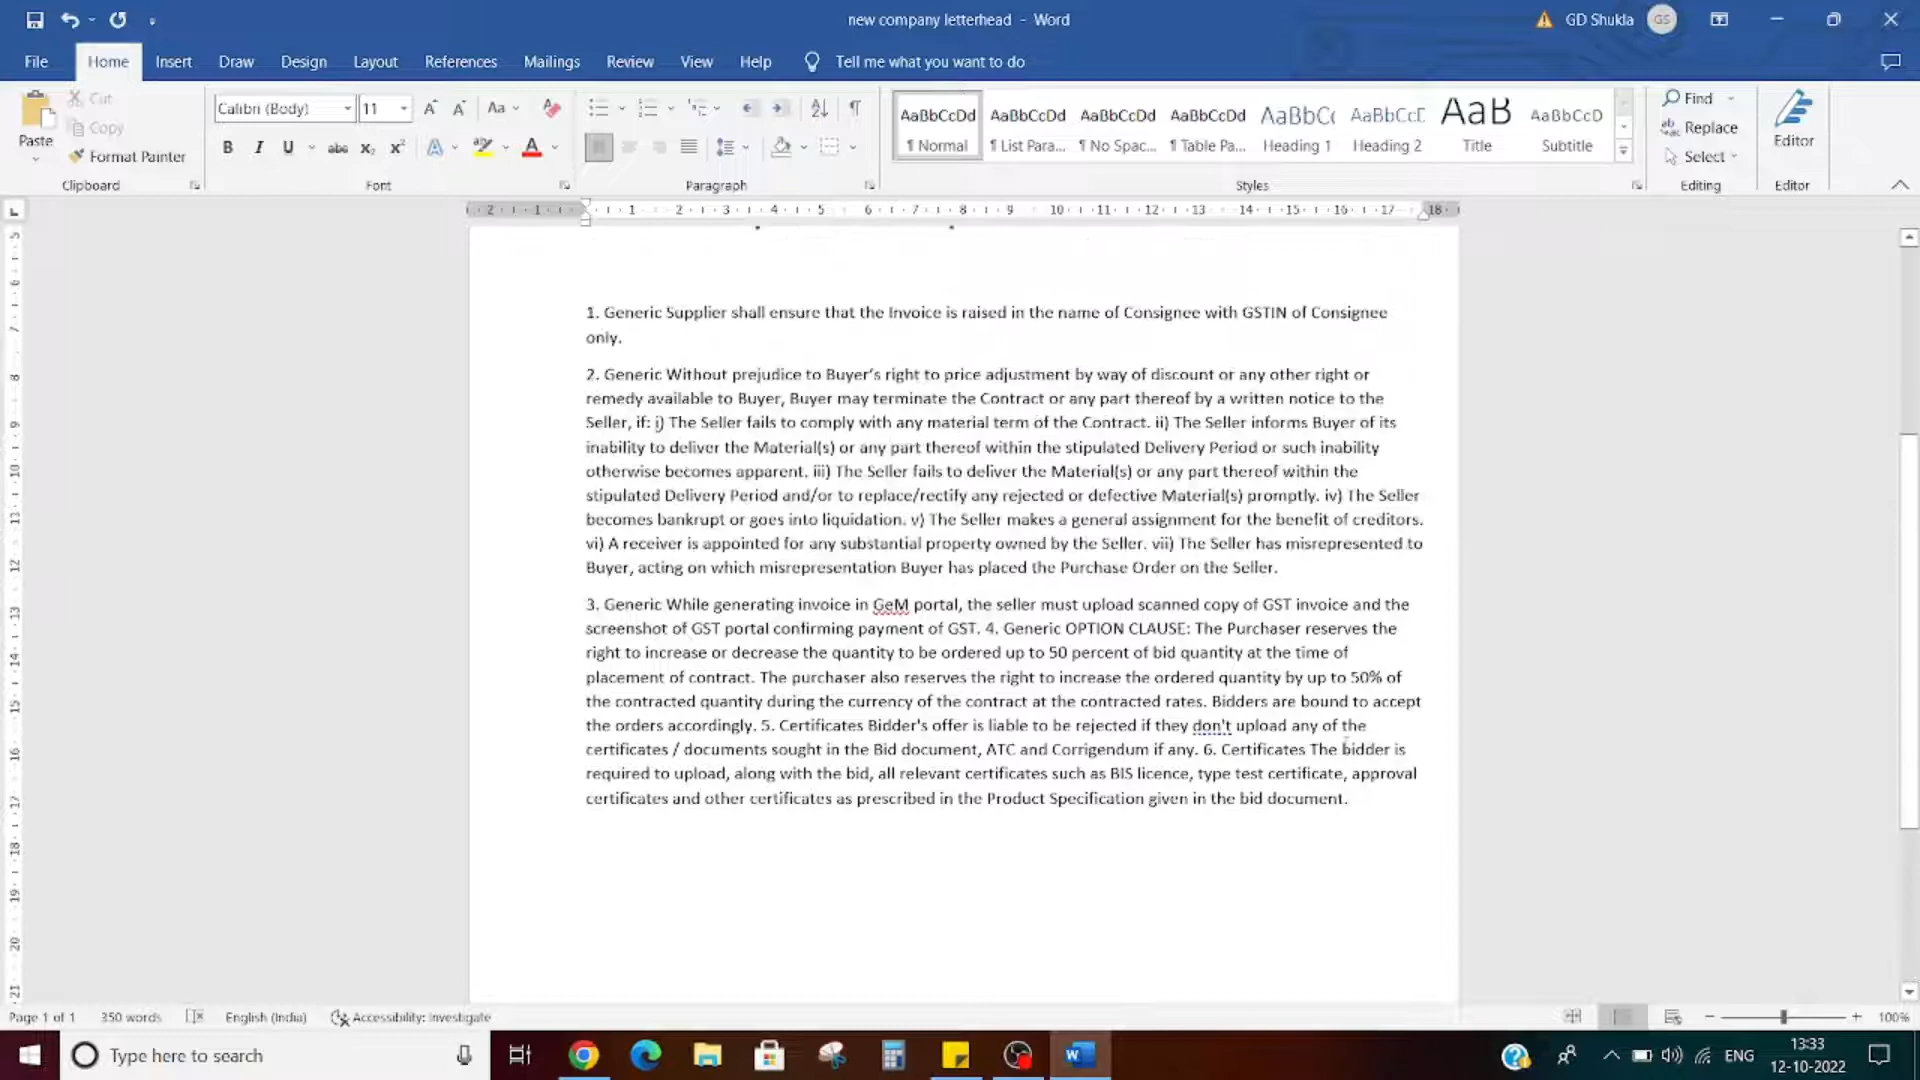 new company letterhead - Word
GD Shukla
GS
File Home Insert Draw Design Layout References Mailings Review View Help Tell me what you want to do
Paste
Cut
Copy
Format Painter
Clipboard
Calibri (Body) 11
Font
Paragraph
AaBbCcDd AaBbCcDd AaBbCcDd AaBbCcDd AaBbCc AaBbCcC AaB AaBbCcD
¶ Normal ¶ List Para... ¶ No Spac... ¶ Table Pa... Heading 1 Heading 2 Title Subtitle
Styles
Find
Replace
Select
Editing
Editor
Editor
2 1 1 2 3 4 5 6 7 8 9 10 11 12 13 14 15 16 17 18
1. Generic Supplier shall ensure that the Invoice is raised in the name of Consignee with GSTIN of Consignee
only.
2. Generic Without prejudice to Buyer's right to price adjustment by way of discount or any other right or
remedy available to Buyer, Buyer may terminate the Contract or any part thereof by a written notice to the
Seller, if: i) The Seller fails to comply with any material term of the Contract. ii) The Seller informs Buyer of its
inability to deliver the Material(s) or any part thereof within the stipulated Delivery Period or such inability
otherwise becomes apparent. iii) The Seller fails to deliver the Material(s) or any part thereof within the
stipulated Delivery Period and/or to replace/rectify any rejected or defective Material(s) promptly. iv) The Seller
becomes bankrupt or goes into liquidation. v) The Seller makes a general assignment for the benefit of creditors.
vi) A receiver is appointed for any substantial property owned by the Seller. vii) The Seller has misrepresented to
Buyer, acting on which misrepresentation Buyer has placed the Purchase Order on the Seller.
3. Generic While generating invoice in GeM portal, the seller must upload scanned copy of GST invoice and the
screenshot of GST portal confirming payment of GST. 4. Generic OPTION CLAUSE: The Purchaser reserves the
right to increase or decrease the quantity to be ordered up to 50 percent of bid quantity at the time of
placement of contract. The purchaser also reserves the right to increase the ordered quantity by up to 50% of
the contracted quantity during the currency of the contract at the contracted rates. Bidders are bound to accept
the orders accordingly. 5. Certificates Bidder's offer is liable to be rejected if they don't upload any of the
certificates / documents sought in the Bid document, ATC and Corrigendum if any. 6. Certificates The bidder is
required to upload, along with the bid, all relevant certificates such as BIS licence, type test certificate, approval
certificates and other certificates as prescribed in the Product Specification given in the bid document.
Page 1 of 1 350 words English (India) Accessibility: Investigate 100%
Type here to search
ENG
13:33
12-10-2022